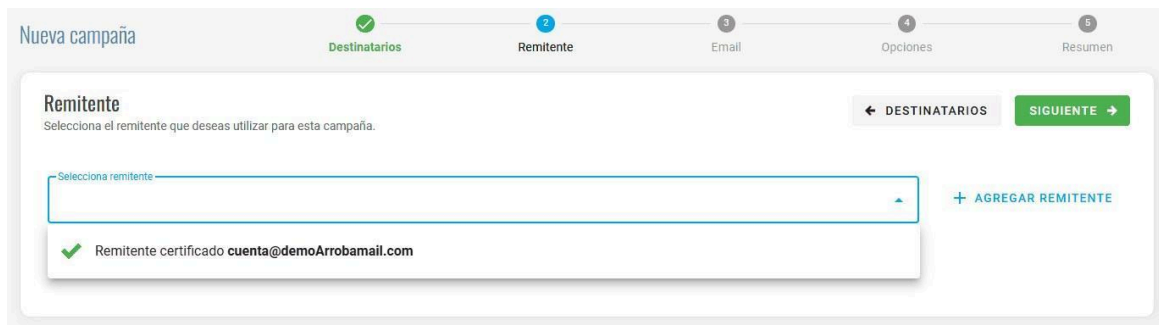 Nueva campaña
Destinatarios
2
Remitente
3
Email
4
Opciones
5
Resumen
Remitente
Selecciona el remitente que deseas utilizar para esta campaña.
← DESTINATARIOS
SIGUIENTE →
Selecciona remitente
+ AGREGAR REMITENTE
Remitente certificado cuenta@demoArrobamail.com